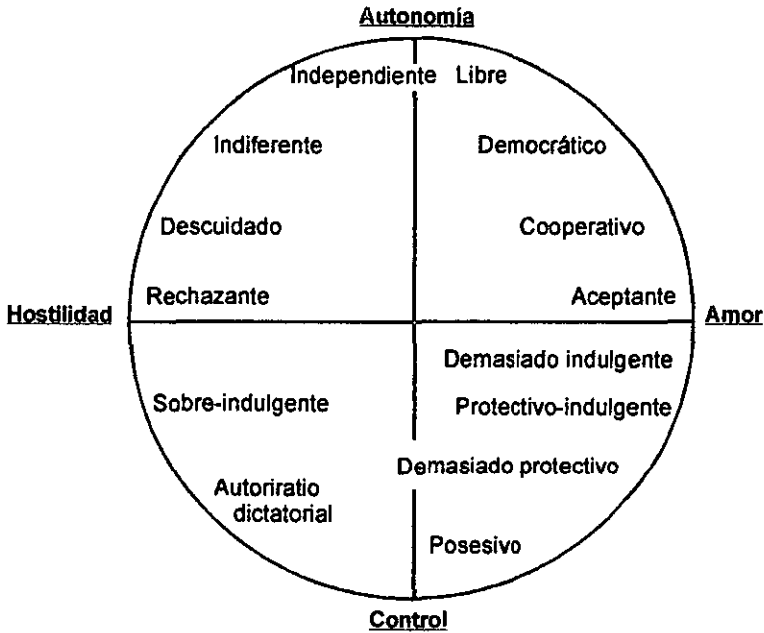 Autonomía
Independiente Libre
Indiferente
Democrático
Descuidado
Cooperativo
Rechazante
Aceptante
Hostilidad
Amor
Demasiado indulgente
Sobre-indulgente
Protectivo-indulgente
Demasiado protectivo
Autoriratio
dictatorial
Posesivo
Control